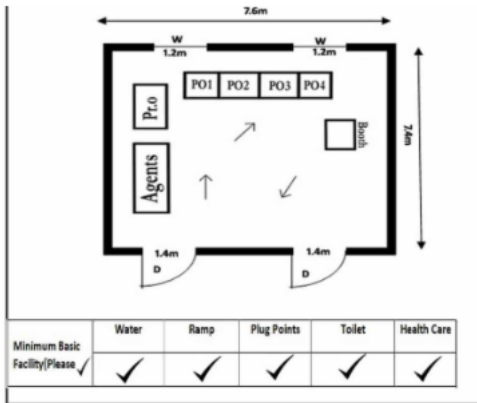 7.6m
W W
1.2m 1.2m
PO1 PO2 PO3 PO4
Pr.o
Booth
7.4m
Agents
1.4m 1.4m
D D
Water Ramp Plug Points Toilet Health Care
Minimum Basic
Facility(Please ✓ ✓ ✓ ✓ ✓ ✓